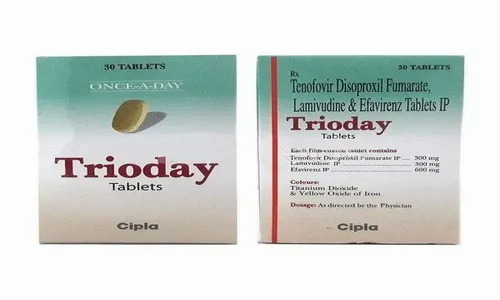 30 TABLETS
ONCE-A-DAY
Trioday
Tablets
Cipla
30 TABLETS
Rx
Tenofovir Disoproxil Fumarate,
Lamivudine & Efavirenz Tablets IP
Trioday
Tablets
Each film-coated tablet contains
Tenofovir Disoproxil Fumarate IP .... 300 mg
Lamivudine IP ... 300 mg
Efavirenz IP ... 600 mg
Colours:
Titanium Dioxide
& Yellow Oxide of Iron
Dosage: As directed by the Physician
Cipla